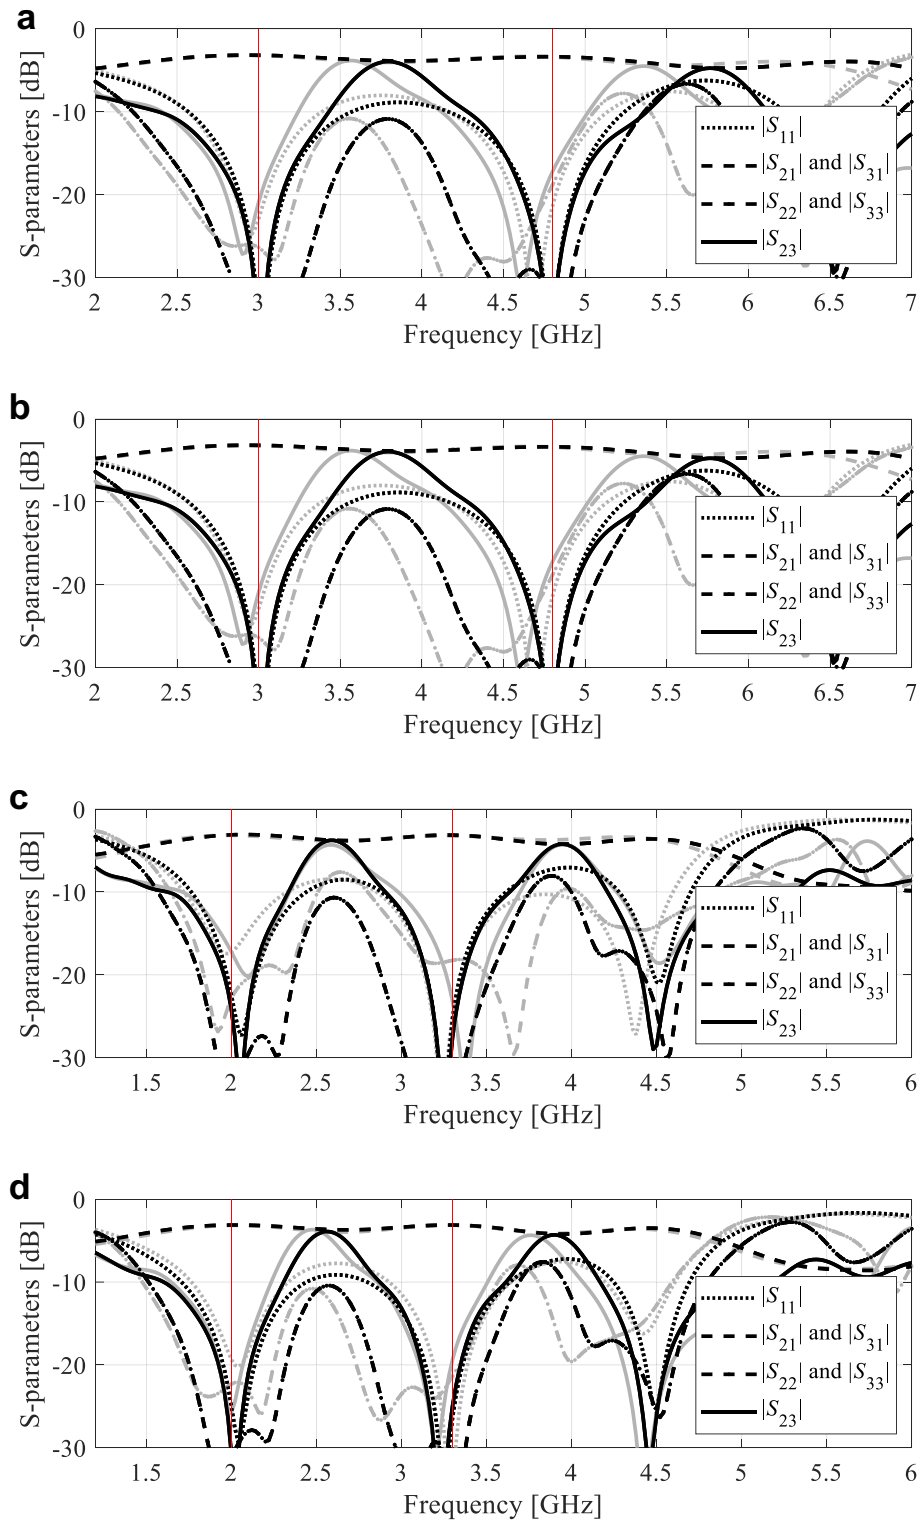 a
0
-10
-20
-30
S-parameters [dB]
|S11|
|S21| and |S31|
|S22| and |S33|
|S23|
2 2.5 3 3.5 4 4.5 5 5.5 6 6.5 7
Frequency [GHz]
b
0
-10
-20
-30
S-parameters [dB]
|S11|
|S21| and |S31|
|S22| and |S33|
|S23|
2 2.5 3 3.5 4 4.5 5 5.5 6 6.5 7
Frequency [GHz]
c
0
-10
-20
-30
S-parameters [dB]
|S11|
|S21| and |S31|
|S22| and |S33|
|S23|
1.5 2 2.5 3 3.5 4 4.5 5 5.5 6
Frequency [GHz]
d
0
-10
-20
-30
S-parameters [dB]
|S11|
|S21| and |S31|
|S22| and |S33|
|S23|
1.5 2 2.5 3 3.5 4 4.5 5 5.5 6
Frequency [GHz]